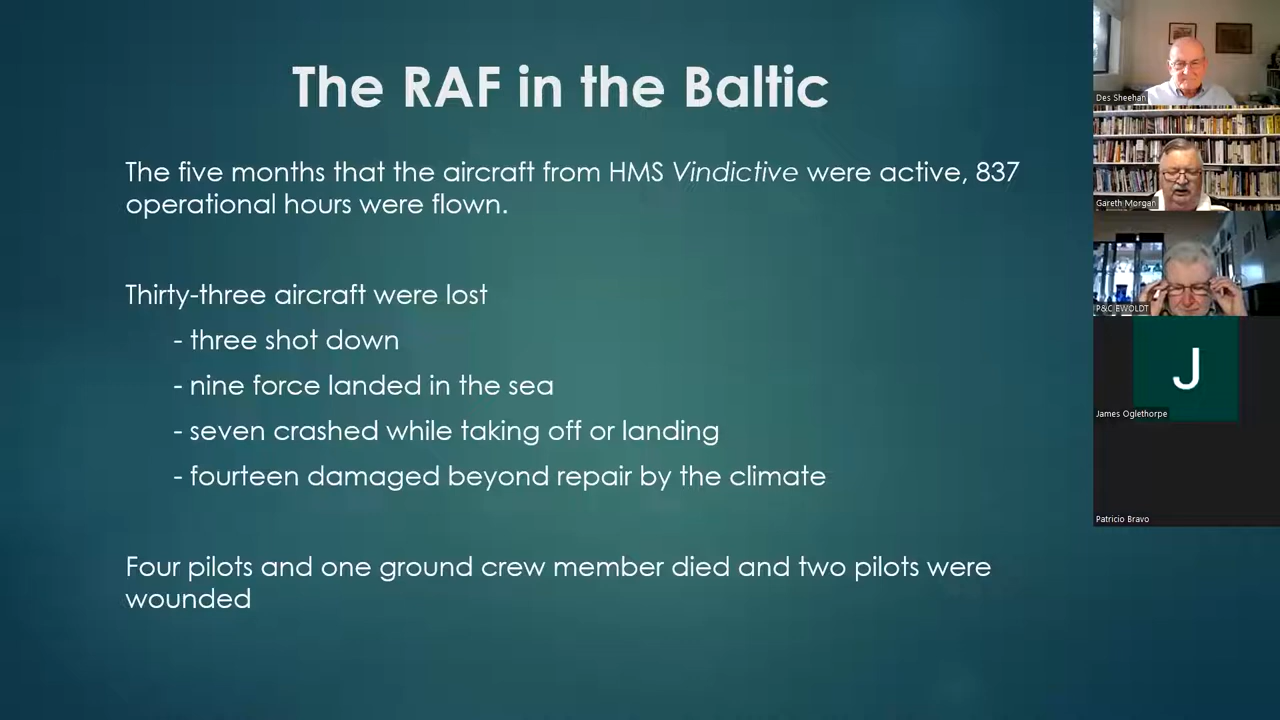 The RAF in the Baltic
The five months that the aircraft from HMS Vindictive were active, 837
operational hours were flown.
Thirty-three aircraft were lost
- three shot down
- nine force landed in the sea
- seven crashed while taking off or landing
- fourteen damaged beyond repair by the climate
Four pilots and one ground crew member died and two pilots were
wounded
Des Sheehan
Gareth Morgan
P&C EWOLDT
J
James Oglethorpe
Patricio Bravo